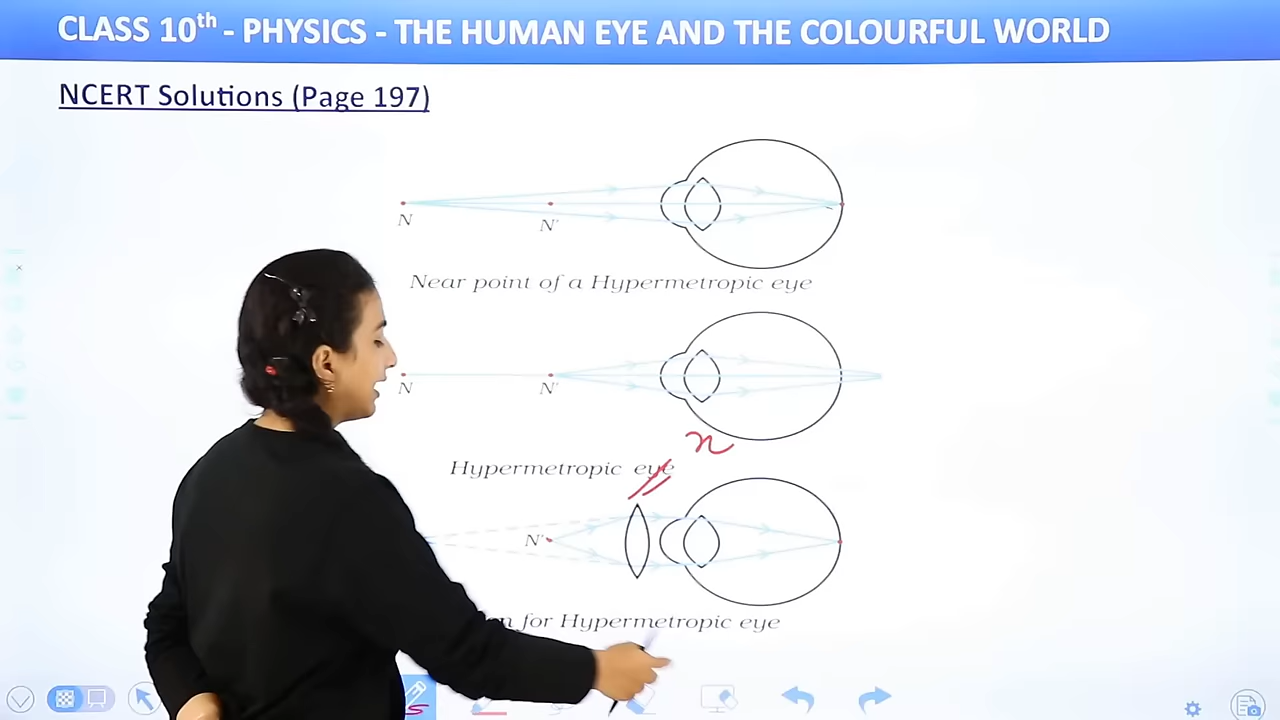 CLASS 10th - PHYSICS - THE HUMAN EYE AND THE COLOURFUL WORLD
NCERT Solutions (Page 197)
N N'
Near point of a Hypermetropic eye
N N'
n
Hypermetropic eye
N'
for Hypermetropic eye